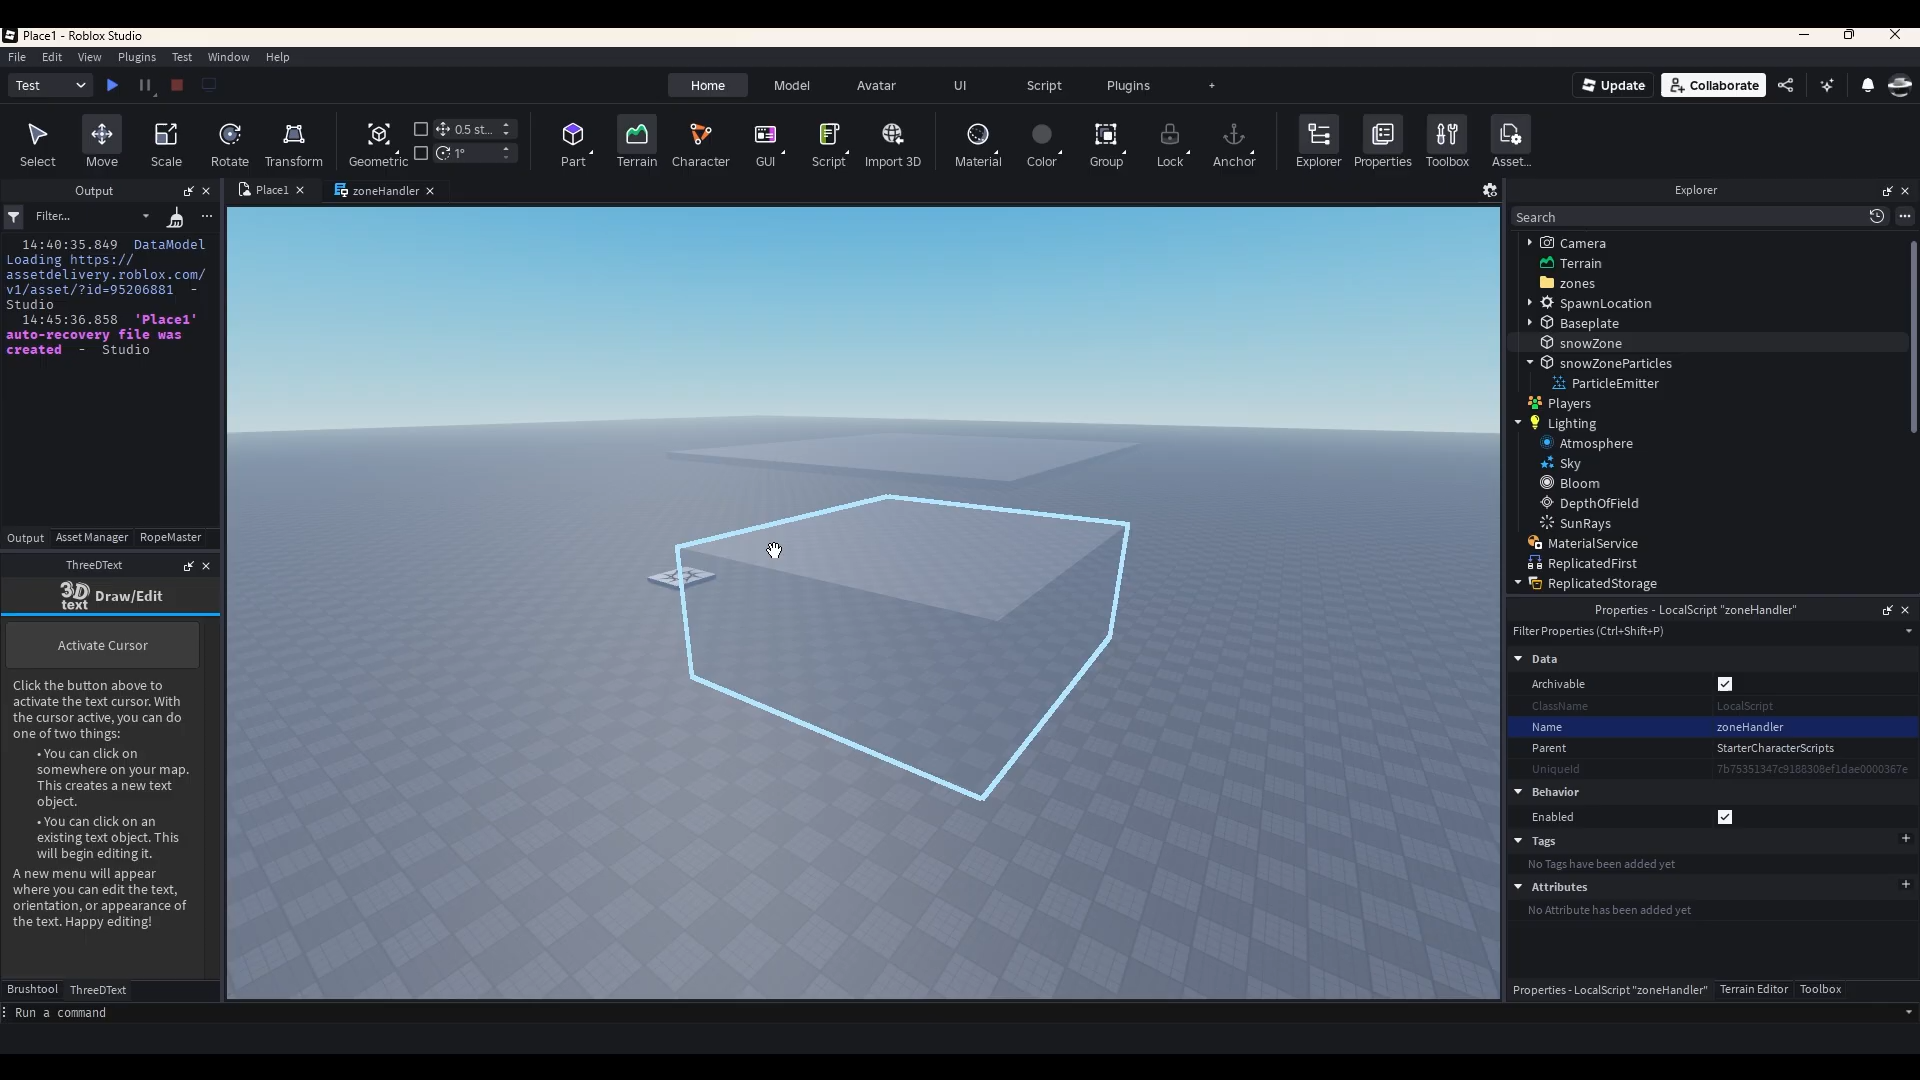 Place1 - Roblox Studio
File Edit View Plugins Test Window Help
Test
Home Model Avatar UI Script Plugins +
Update Collaborate
Select Move Scale Rotate Transform Geometric 0.5 st... 1° Part Terrain Character GUI Script Import 3D Material Color Group Lock Anchor Explorer Properties Toolbox Asset...
Output
Filter...
14:40:35.849 DataModel
Loading https://
assetdelivery.roblox.com/
v1/asset/?id=95206881 -
Studio
14:45:36.858 'Place1'
auto-recovery file was
created - Studio
Output Asset Manager RopeMaster
ThreeDText
3D text Draw/Edit
Activate Cursor
Click the button above to
activate the text cursor. With
the cursor active, you can do
one of two things:
• You can click on
somewhere on your map.
This creates a new text
object.
• You can click on an
existing text object. This
will begin editing it.
A new menu will appear
where you can edit the text,
orientation, or appearance of
the text. Happy editing!
Brushtool ThreeDText
Run a command
Place1 zoneHandler
Explorer
Search
Camera
Terrain
zones
SpawnLocation
Baseplate
snowZone
snowZoneParticles
ParticleEmitter
Players
Lighting
Atmosphere
Sky
Bloom
DepthOfField
SunRays
MaterialService
ReplicatedFirst
ReplicatedStorage
Properties - LocalScript "zoneHandler"
Filter Properties (Ctrl+Shift+P)
Data
Archivable
ClassName LocalScript
Name zoneHandler
Parent StarterCharacterScripts
UniqueId 7b75351347c9188308ef1dae0000367e
Behavior
Enabled
Tags +
No Tags have been added yet
Attributes +
No Attribute has been added yet
Properties - LocalScript "zoneHandler" Terrain Editor Toolbox